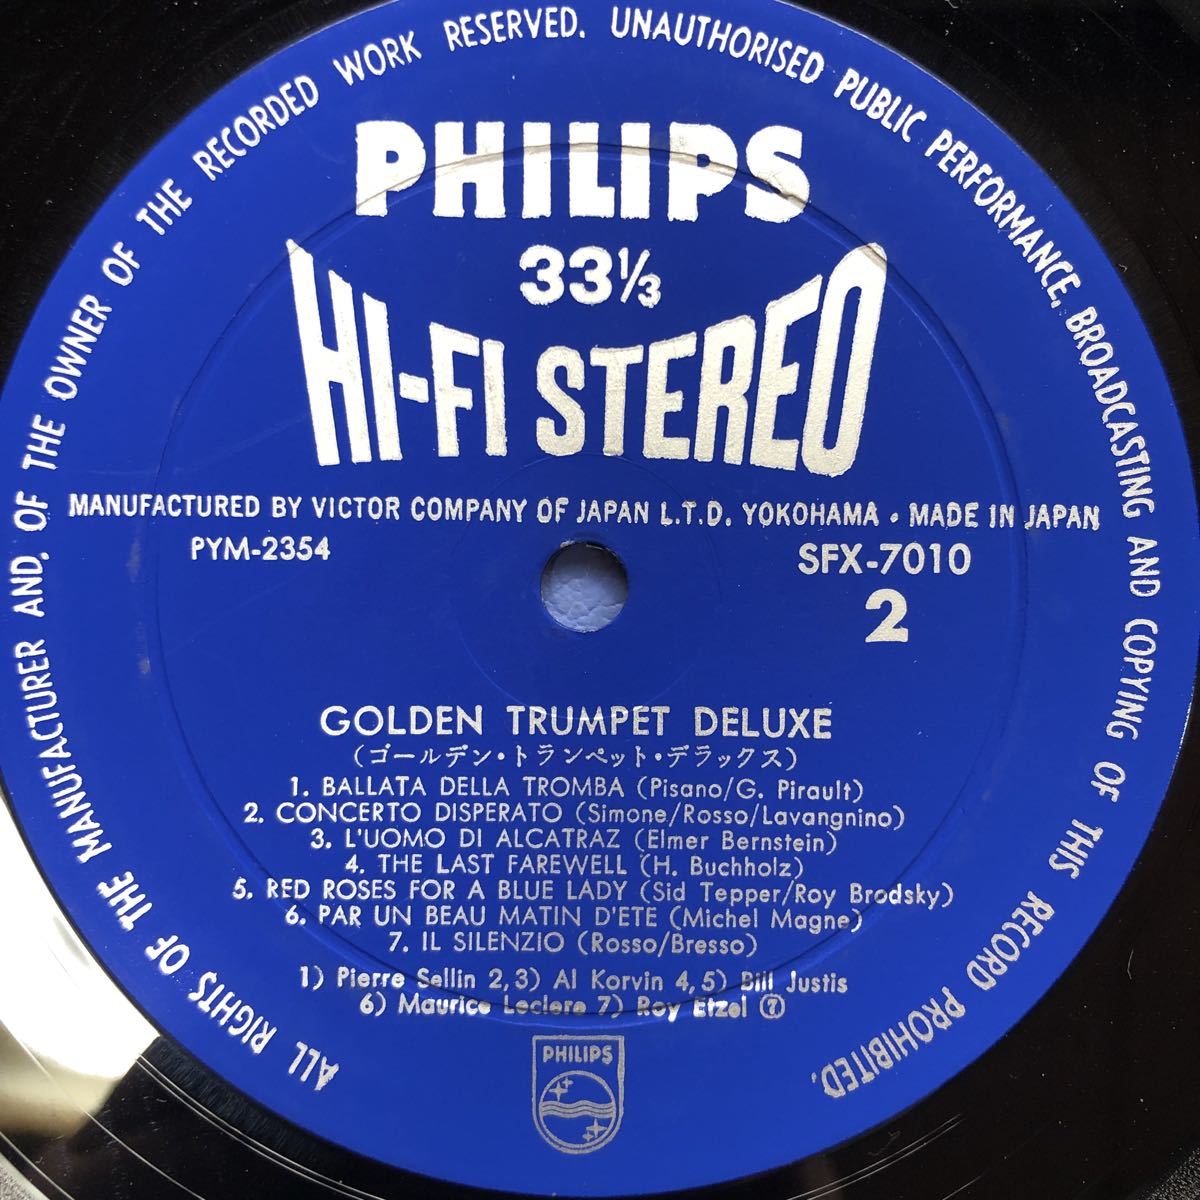 ALL RIGHTS OF THE MANUFACTURER AND, OF THE OWNER OF THE RECORDED WORK RESERVED. UNAUTHORISED PUBLIC PERFORMANCE, BROADCASTING AND COPYING OF THIS RECORD PROHIBITED.
PHILIPS
33⅓
HI-FI STEREO
MANUFACTURED BY VICTOR COMPANY OF JAPAN L.T.D. YOKOHAMA • MADE IN JAPAN
PYM-2354 SFX-7010
2
GOLDEN TRUMPET DELUXE
(ゴールデン・トランペット・デラックス)
1. BALLATA DELLA TROMBA (Pisano/G. Pirault)
2. CONCERTO DISPERATO (Simone/Rosso/Lavangnino)
3. L'UOMO DI ALCATRAZ (Elmer Bernstein)
4. THE LAST FAREWELL (H. Buchholz)
5. RED ROSES FOR A BLUE LADY (Sid Tepper/Roy Brodsky)
6. PAR UN BEAU MATIN D'ETE (Michel Magne)
7. IL SILENZIO (Rosso/Bresso)
1) Pierre Sellin 2,3) Al Korvin 4,5) Bill Justis
6) Maurice Leclere 7) Roy Etzel ⑦
PHILIPS